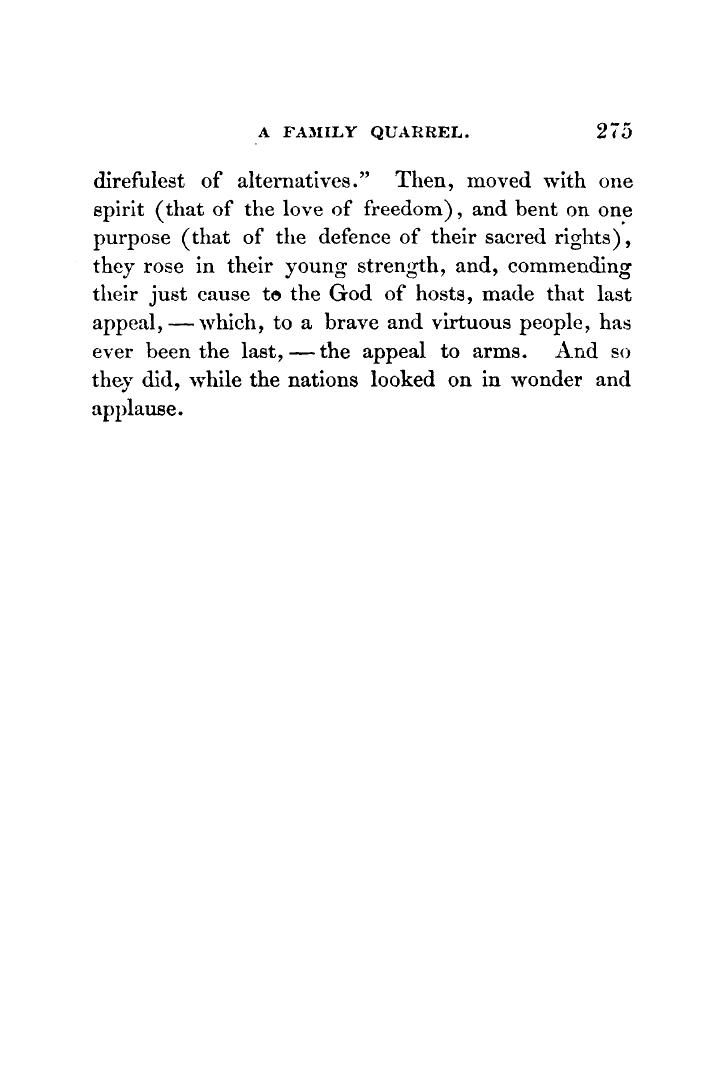 A FAMILY QUARREL. 275
direfulest of alternatives.” Then, moved with one
spirit (that of the love of freedom), and bent on one
purpose (that of the defence of their sacred rights),
they rose in their young strength, and, commending
their just cause to the God of hosts, made that last
appeal, — which, to a brave and virtuous people, has
ever been the last, — the appeal to arms. And so
they did, while the nations looked on in wonder and
applause.